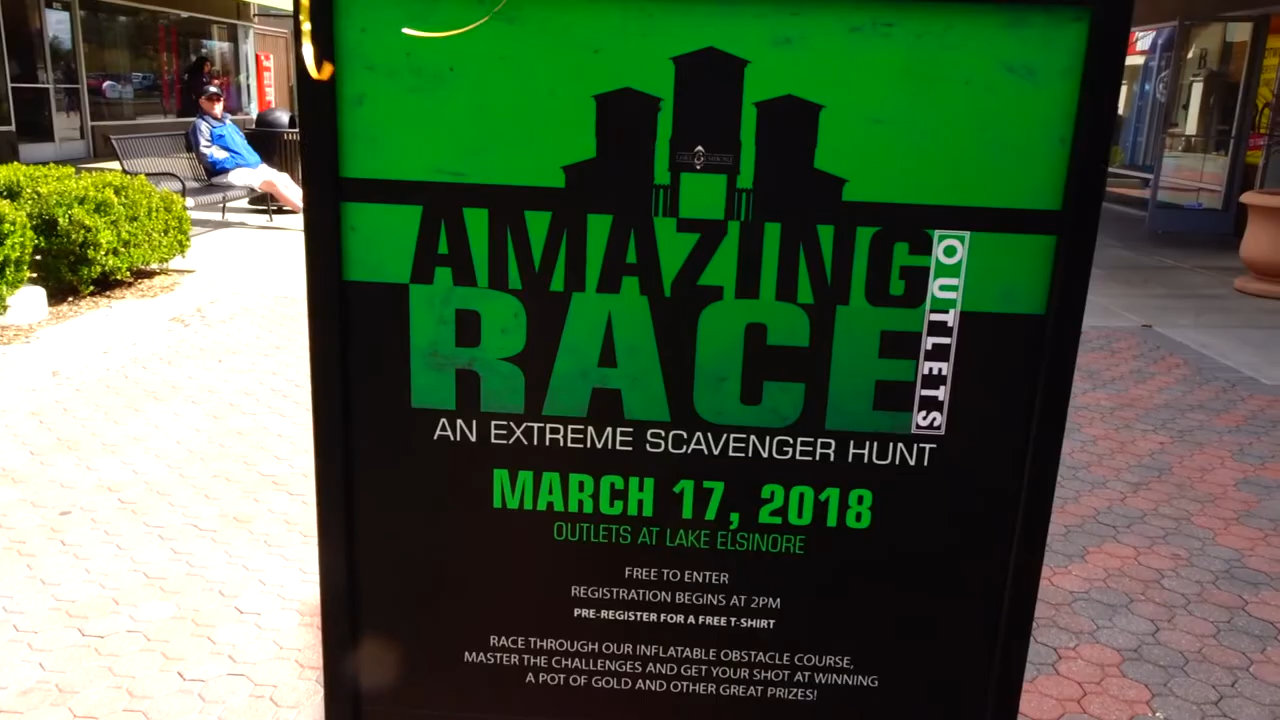 AMAZING
RACE
OUTLETS
AN EXTREME SCAVENGER HUNT
MARCH 17, 2018
OUTLETS AT LAKE ELSINORE
FREE TO ENTER
REGISTRATION BEGINS AT 2PM
PRE-REGISTER FOR A FREE T-SHIRT
RACE THROUGH OUR INFLATABLE OBSTACLE COURSE,
MASTER THE CHALLENGES AND GET YOUR SHOT AT WINNING
A POT OF GOLD AND OTHER GREAT PRIZES!